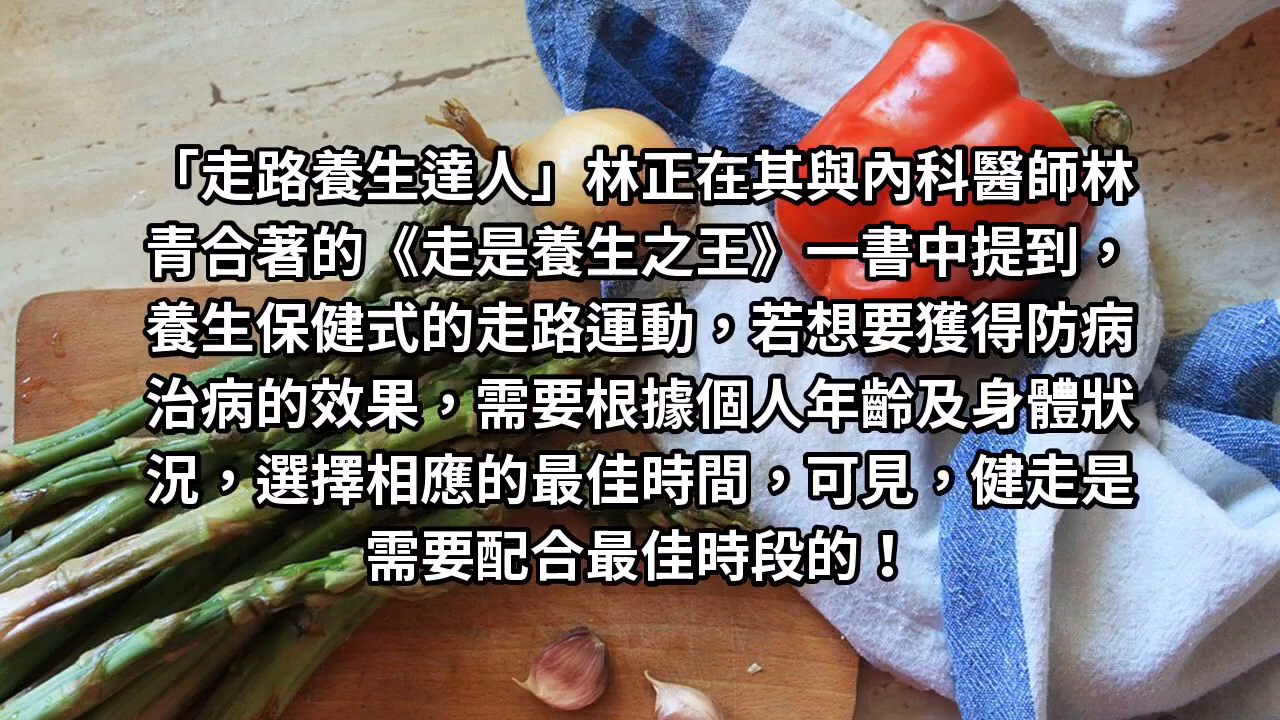 「走路養生達人」林正在其與內科醫師林
青合著的《走是養生之王》一書中提到，
養生保健式的走路運動，若想要獲得防病
治病的效果，需要根據個人年齡及身體狀
況，選擇相應的最佳時間，可見，健走是
需要配合最佳時段的！